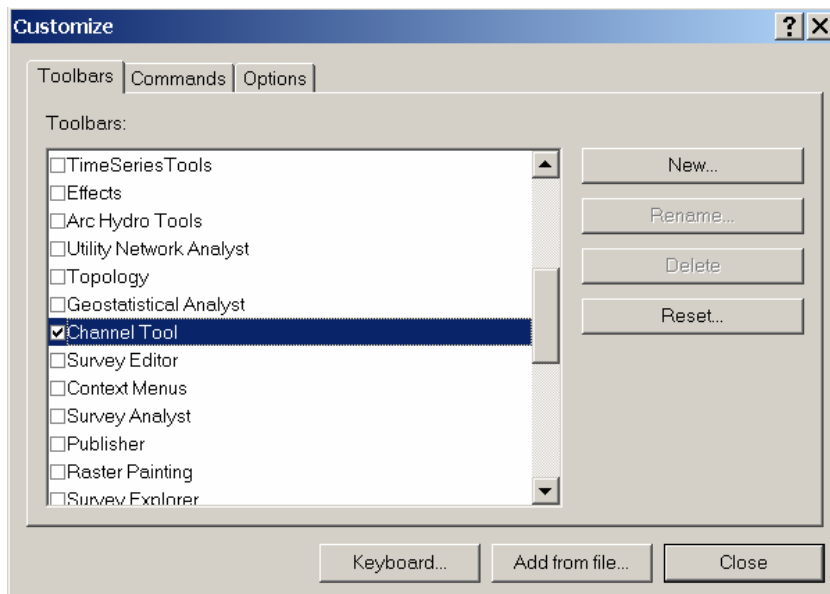 Customize
?
Toolbars Commands Options
Toolbars:
TimeSeriesTools
Effects
Arc Hydro Tools
Utility Network Analyst
Topology
Geostatistical Analyst
Channel Tool
Survey Editor
Context Menus
Survey Analyst
Publisher
Raster Painting
Survey Explorer
New...
Rename...
Delete
Reset...
Keyboard... Add from file... Close